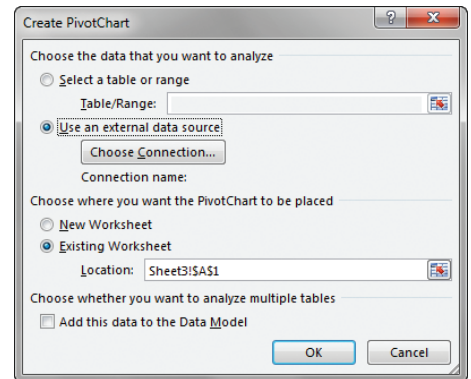 Create PivotChart
Choose the data that you want to analyze
Select a table or range
Table/Range:
Use an external data source
Choose Connection...
Connection name:
Choose where you want the PivotChart to be placed
New Worksheet
Existing Worksheet
Location: Sheet3!$A$1
Choose whether you want to analyze multiple tables
Add this data to the Data Model
OK Cancel